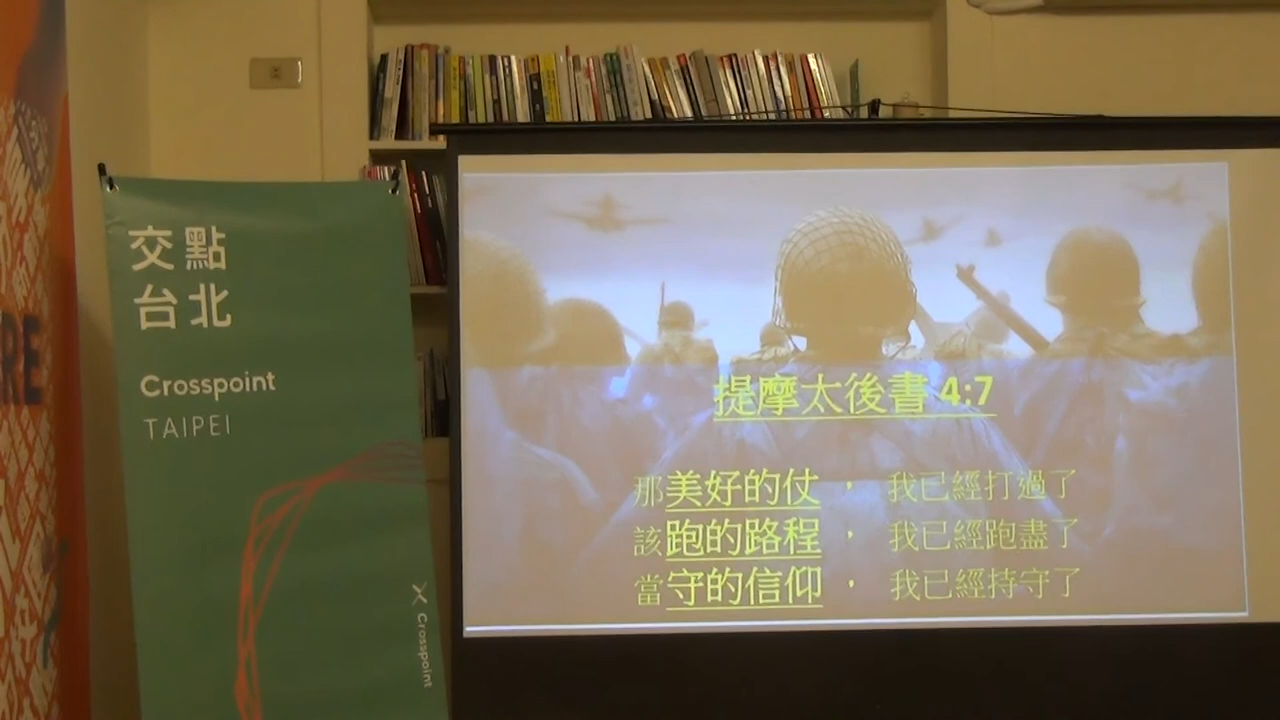 交點
台北
Crosspoint
TAIPEI
Crosspoint
RE
提摩太後書 4:7
那美好的仗,我已經打過了
該跑的路程,我已經跑盡了
當守的信仰,我已經持守了